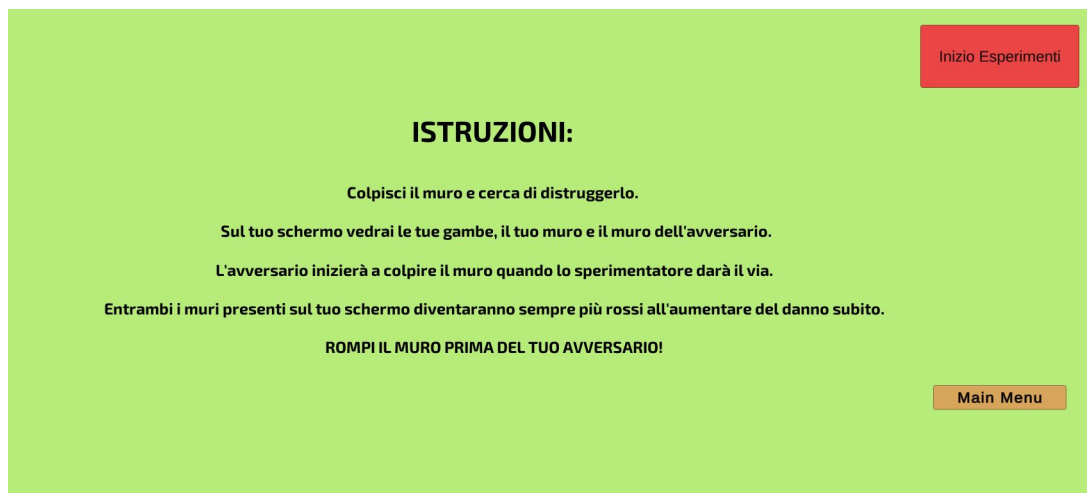 Inizio Esperimenti
ISTRUZIONI:
Colpisci il muro e cerca di distruggerlo.
Sul tuo schermo vedrai le tue gambe, il tuo muro e il muro dell'avversario.
L'avversario inizierà a colpire il muro quando lo sperimentatore darà il via.
Entrambi i muri presenti sul tuo schermo diventaranno sempre più rossi all'aumentare del danno subito.
ROMPI IL MURO PRIMA DEL TUO AVVERSARIO!
Main Menu